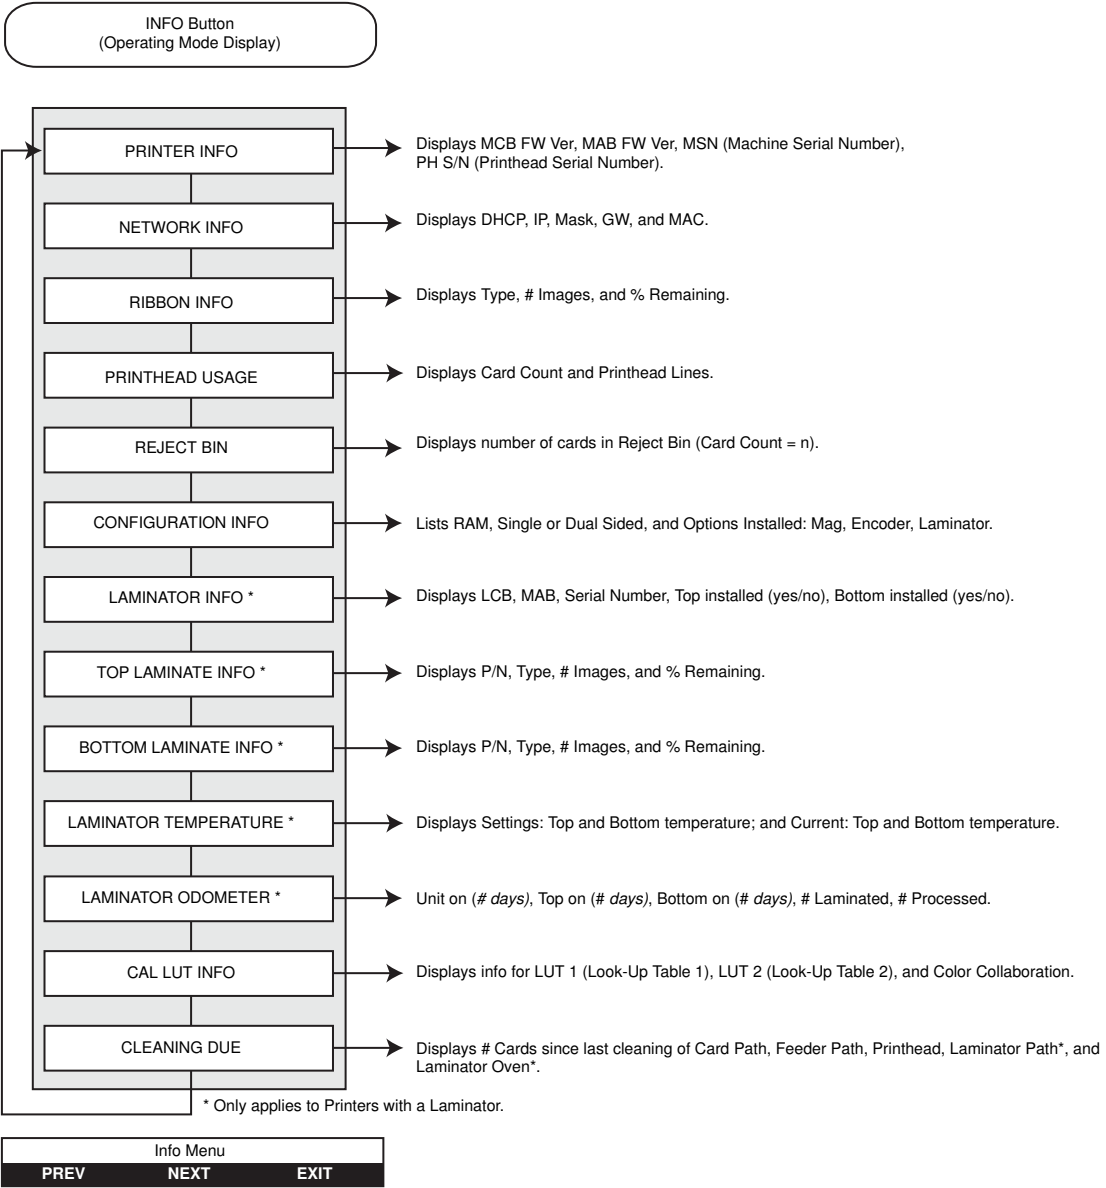 INFO Button
(Operating Mode Display)
PRINTER INFO
Displays MCB FW Ver, MAB FW Ver, MSN (Machine Serial Number),
PH S/N (Printhead Serial Number).
NETWORK INFO
Displays DHCP, IP, Mask, GW, and MAC.
RIBBON INFO
Displays Type, # Images, and % Remaining.
PRINTHEAD USAGE
Displays Card Count and Printhead Lines.
REJECT BIN
Displays number of cards in Reject Bin (Card Count = n).
CONFIGURATION INFO
Lists RAM, Single or Dual Sided, and Options Installed: Mag, Encoder, Laminator.
LAMINATOR INFO *
Displays LCB, MAB, Serial Number, Top installed (yes/no), Bottom installed (yes/no).
TOP LAMINATE INFO *
Displays P/N, Type, # Images, and % Remaining.
BOTTOM LAMINATE INFO *
Displays P/N, Type, # Images, and % Remaining.
LAMINATOR TEMPERATURE *
Displays Settings: Top and Bottom temperature; and Current: Top and Bottom temperature.
LAMINATOR ODOMETER *
Unit on (# days), Top on (# days), Bottom on (# days), # Laminated, # Processed.
CAL LUT INFO
Displays info for LUT 1 (Look-Up Table 1), LUT 2 (Look-Up Table 2), and Color Collaboration.
CLEANING DUE
Displays # Cards since last cleaning of Card Path, Feeder Path, Printhead, Laminator Path*, and
Laminator Oven*.
* Only applies to Printers with a Laminator.
Info Menu
PREV NEXT EXIT